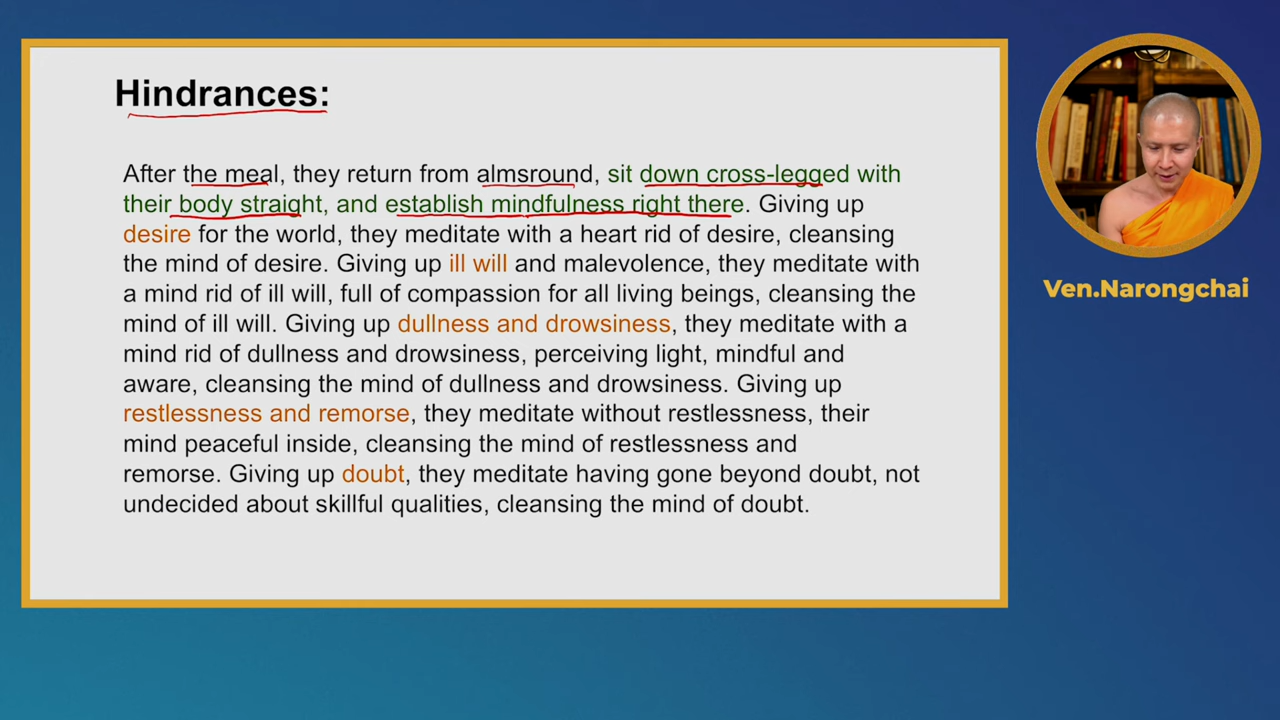 Hindrances:
After the meal, they return from almsround, sit down cross-legged with
their body straight, and establish mindfulness right there. Giving up
desire for the world, they meditate with a heart rid of desire, cleansing
the mind of desire. Giving up ill will and malevolence, they meditate with
a mind rid of ill will, full of compassion for all living beings, cleansing the
mind of ill will. Giving up dullness and drowsiness, they meditate with a
mind rid of dullness and drowsiness, perceiving light, mindful and
aware, cleansing the mind of dullness and drowsiness. Giving up
restlessness and remorse, they meditate without restlessness, their
mind peaceful inside, cleansing the mind of restlessness and
remorse. Giving up doubt, they meditate having gone beyond doubt, not
undecided about skillful qualities, cleansing the mind of doubt.
Ven.Narongchai